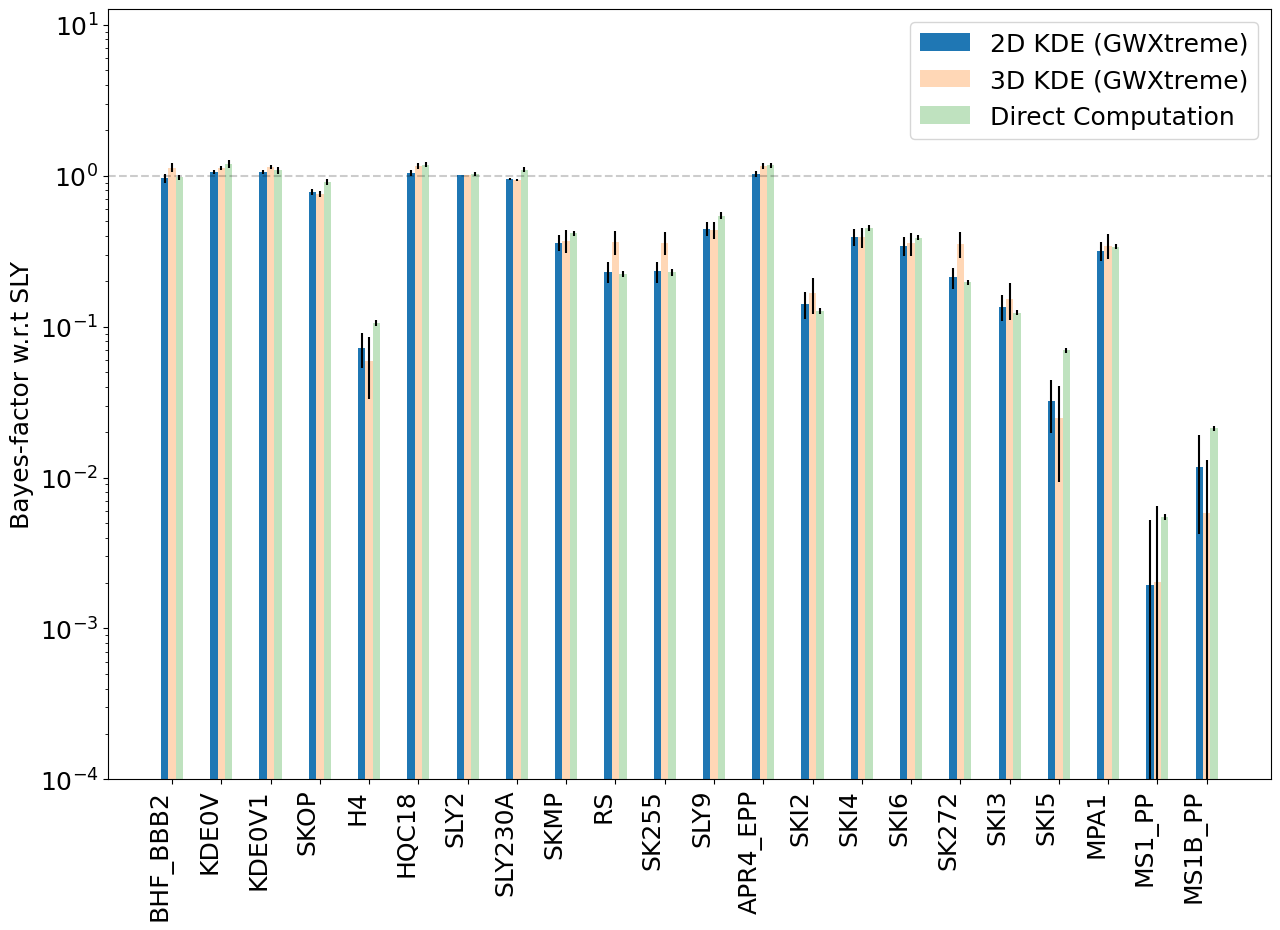 2D KDE (GWXtreme)
3D KDE (GWXtreme)
Direct Computation
Bayes-factor w.r.t SLY
10¹
10⁰
10⁻¹
10⁻²
10⁻³
10⁻⁴
BHF_BBB2
KDE0V
KDE0V1
SKOP
H4
HQC18
SLY2
SLY230A
SKMP
RS
SK255
SLY9
APR4_EPP
SKI2
SKI4
SKI6
SK272
SKI3
SKI5
MPA1
MS1_PP
MS1B_PP